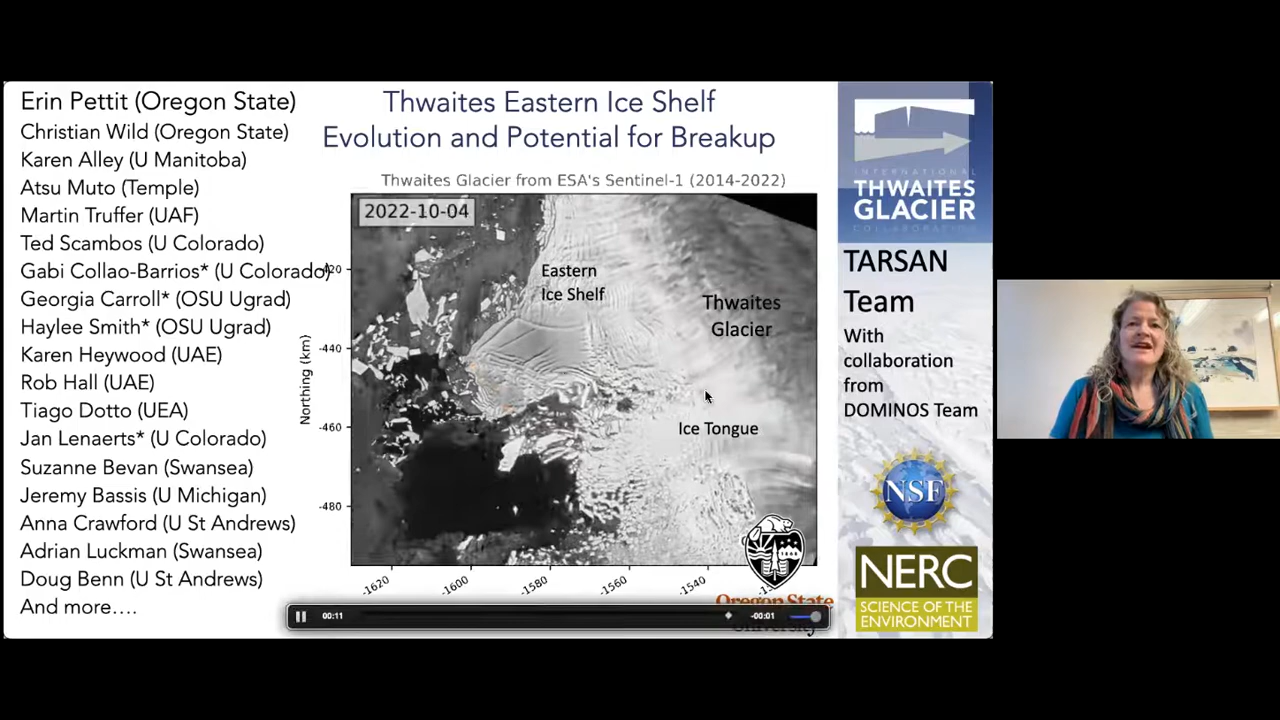 Erin Pettit (Oregon State)
Christian Wild (Oregon State)
Karen Alley (U Manitoba)
Atsu Muto (Temple)
Martin Truffer (UAF)
Ted Scambos (U Colorado)
Gabi Collao-Barrios* (U Colorado)
Georgia Carroll* (OSU Ugrad)
Haylee Smith* (OSU Ugrad)
Karen Heywood (UAE)
Rob Hall (UAE)
Tiago Dotto (UEA)
Jan Lenaerts* (U Colorado)
Suzanne Bevan (Swansea)
Jeremy Bassis (U Michigan)
Anna Crawford (U St Andrews)
Adrian Luckman (Swansea)
Doug Benn (U St Andrews)
And more….
Thwaites Eastern Ice Shelf
Evolution and Potential for Breakup
Thwaites Glacier from ESA's Sentinel-1 (2014-2022)
2022-10-04
Eastern
Ice Shelf
Thwaites
Glacier
Ice Tongue
Northing (km)
-440
-460
-480
-1620
-1600
-1580
-1560
-1540
Oregon State
University
00:11
-00:01
INTERNATIONAL
THWAITES
GLACIER
COLLABORATION
TARSAN
Team
With
collaboration
from
DOMINOS Team
NSF
NERC
SCIENCE OF THE
ENVIRONMENT